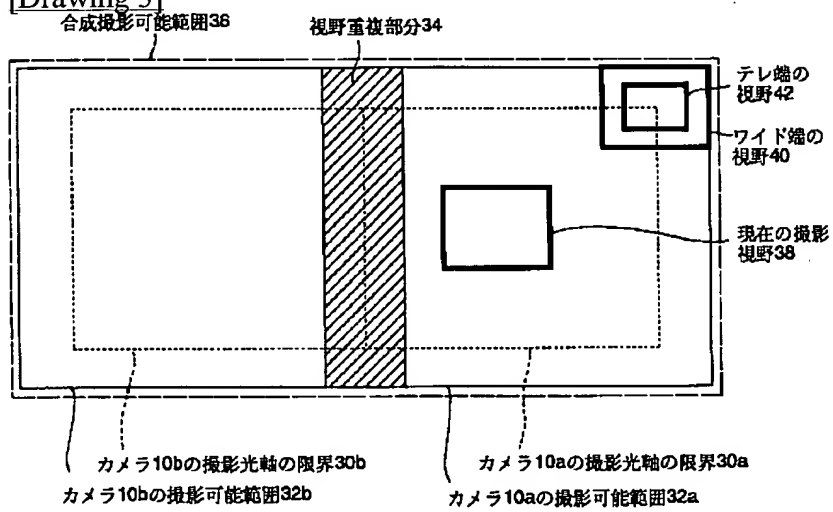 [Drawing 3]
合成撮影可能範囲36
視野重複部分34
テレ端の
視野42
ワイド端の
視野40
現在の撮影
視野38
カメラ10bの撮影光軸の限界30b
カメラ10aの撮影光軸の限界30a
カメラ10bの撮影可能範囲32b
カメラ10aの撮影可能範囲32a